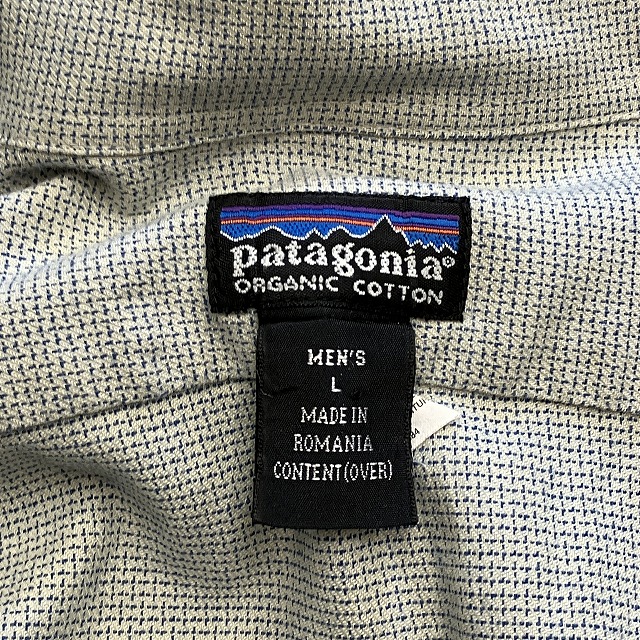 patagonia®
ORGANIC COTTON
MEN'S
L
MADE IN
ROMANIA
CONTENT (OVER)